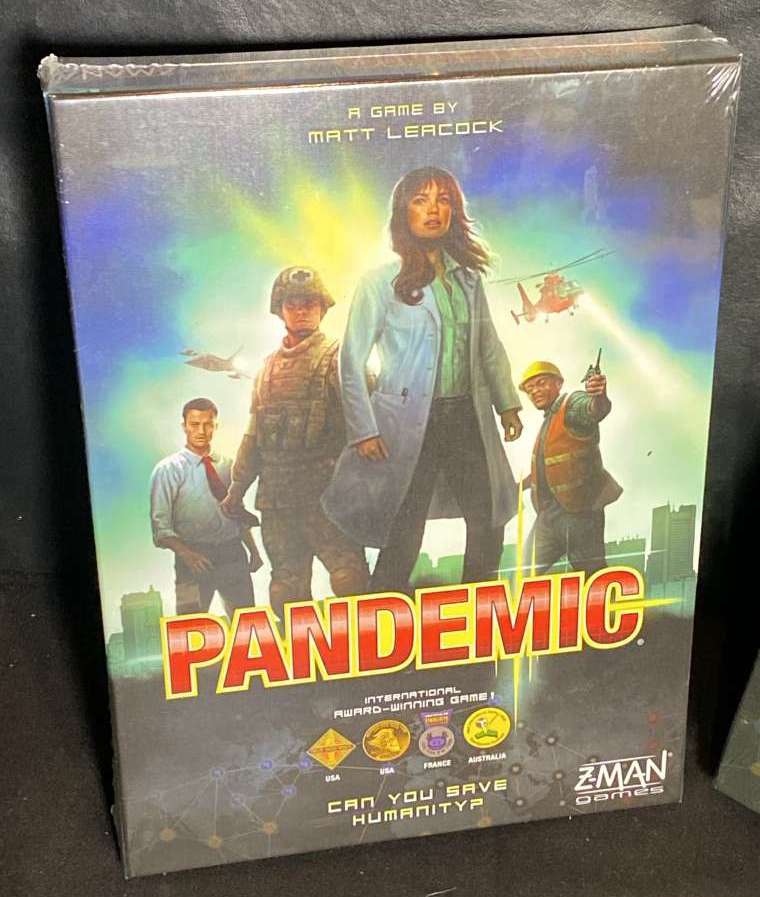 A GAME BY
MATT LEACOCK
PANDEMIC
INTERNATIONAL
AWARD-WINNING GAME!
USA
USA
FRANCE
AUSTRALIA
CAN YOU SAVE
HUMANITY?
Z-MAN
games